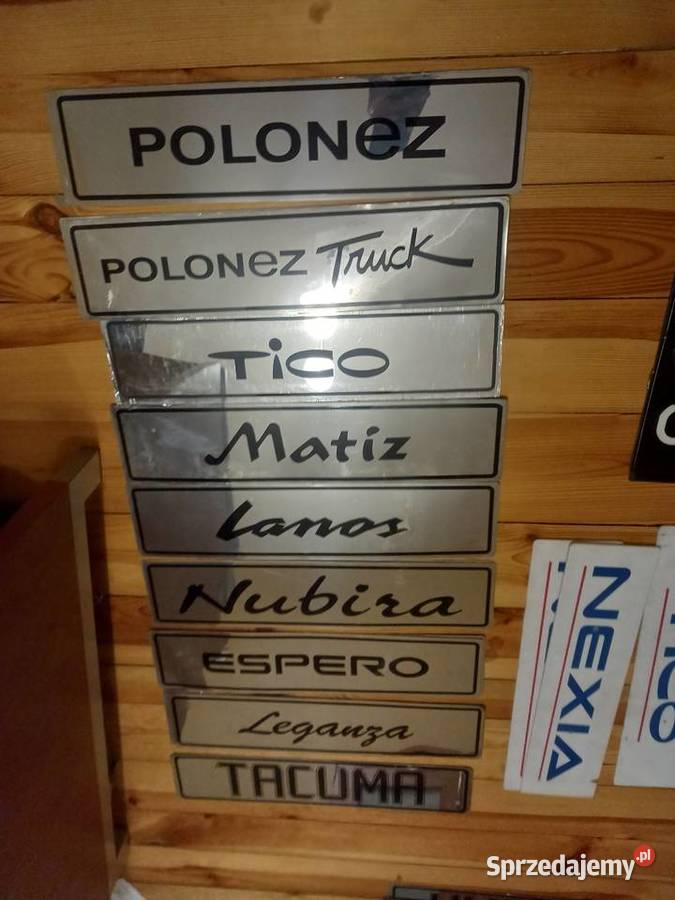 POLONeZ
POLONeZ Truck
TiCO
Matiz
Lanos
Nubira
ESPERO
Leganza
TACUMA
NEXIA
Sprzedajemy.pl